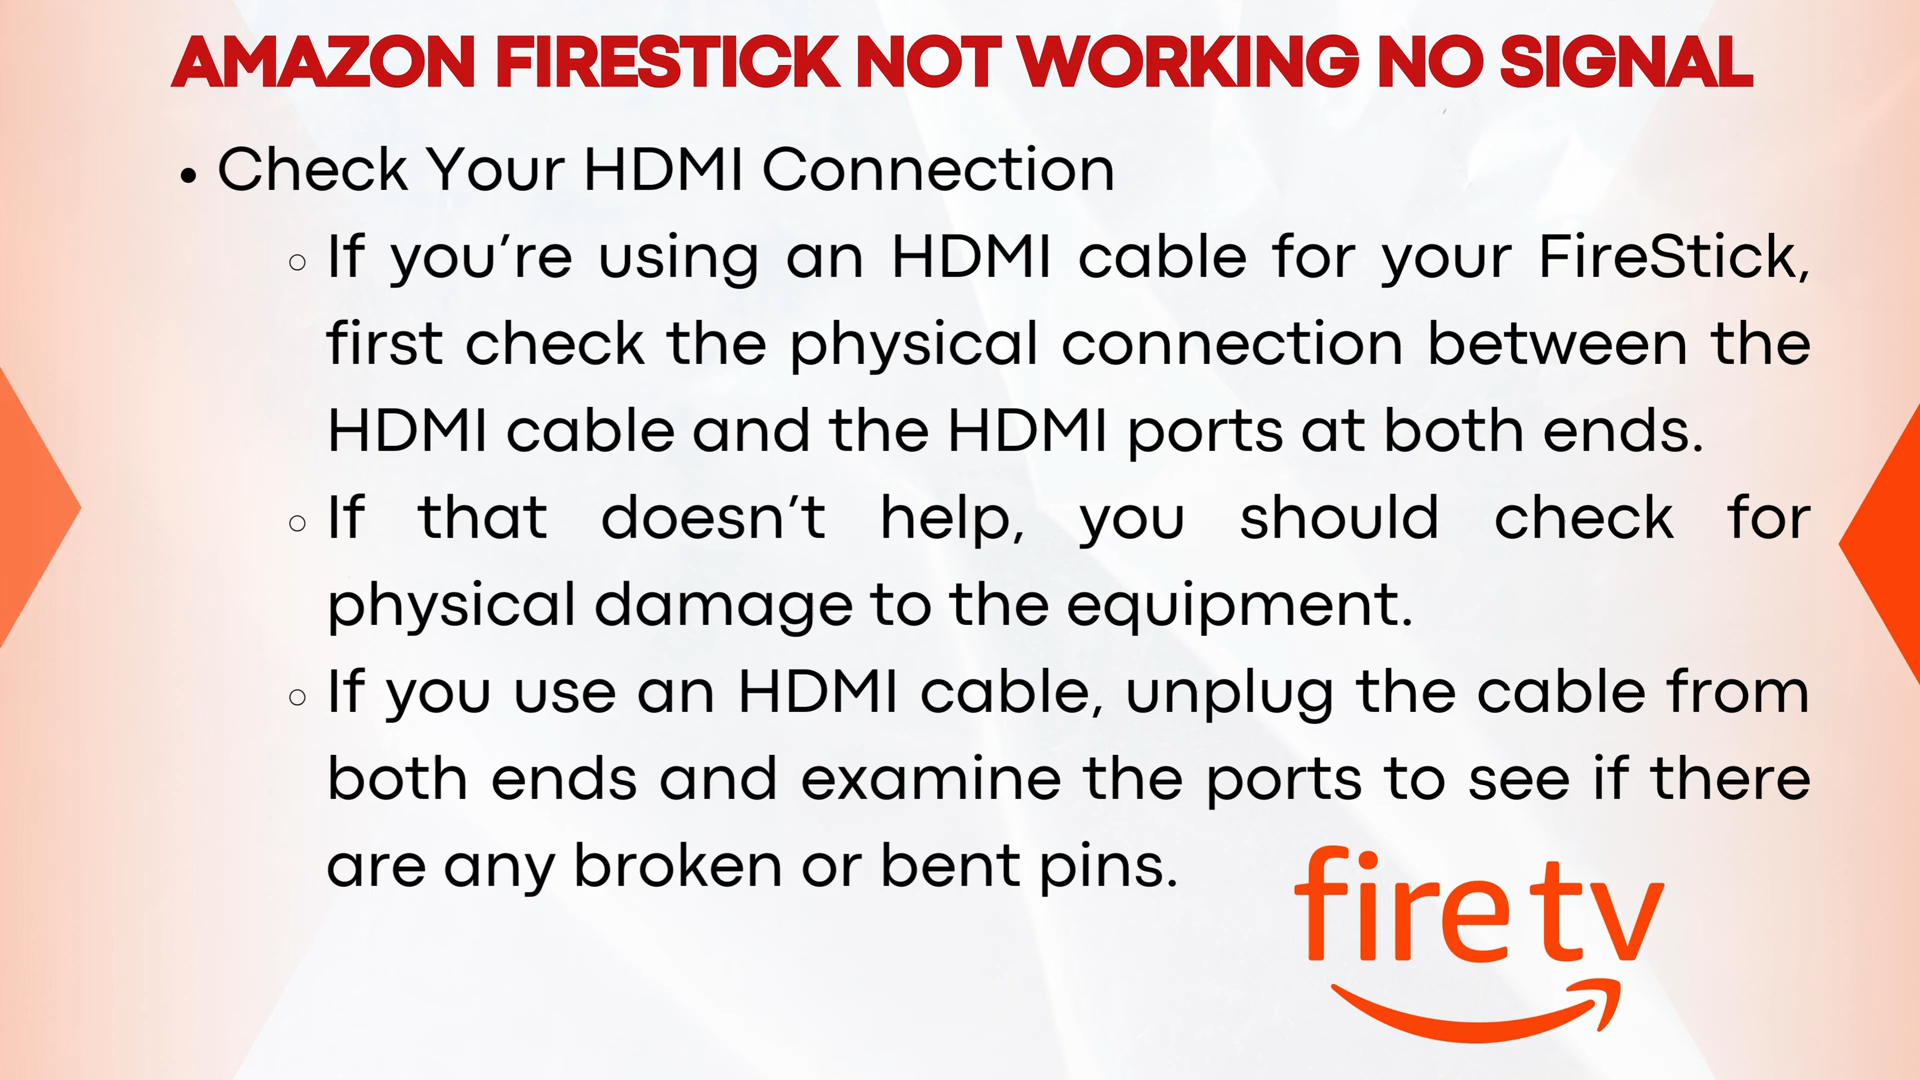 AMAZON FIRESTICK NOT WORKING NO SIGNAL
• Check Your HDMI Connection
○ If you’re using an HDMI cable for your FireStick,
first check the physical connection between the
HDMI cable and the HDMI ports at both ends.
○ If that doesn’t help, you should check for
physical damage to the equipment.
○ If you use an HDMI cable, unplug the cable from
both ends and examine the ports to see if there
are any broken or bent pins.
fire tv